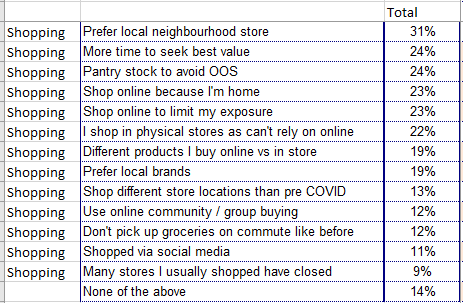 Total
Shopping Prefer local neighbourhood store 31%
Shopping More time to seek best value 24%
Shopping Pantry stock to avoid OOS 24%
Shopping Shop online because I'm home 23%
Shopping Shop online to limit my exposure 23%
Shopping I shop in physical stores as can't rely on online 22%
Shopping Different products I buy online vs in store 19%
Shopping Prefer local brands 19%
Shopping Shop different store locations than pre COVID 13%
Shopping Use online community / group buying 12%
Shopping Don't pick up groceries on commute like before 12%
Shopping Shopped via social media 11%
Shopping Many stores I usually shopped have closed 9%
None of the above 14%